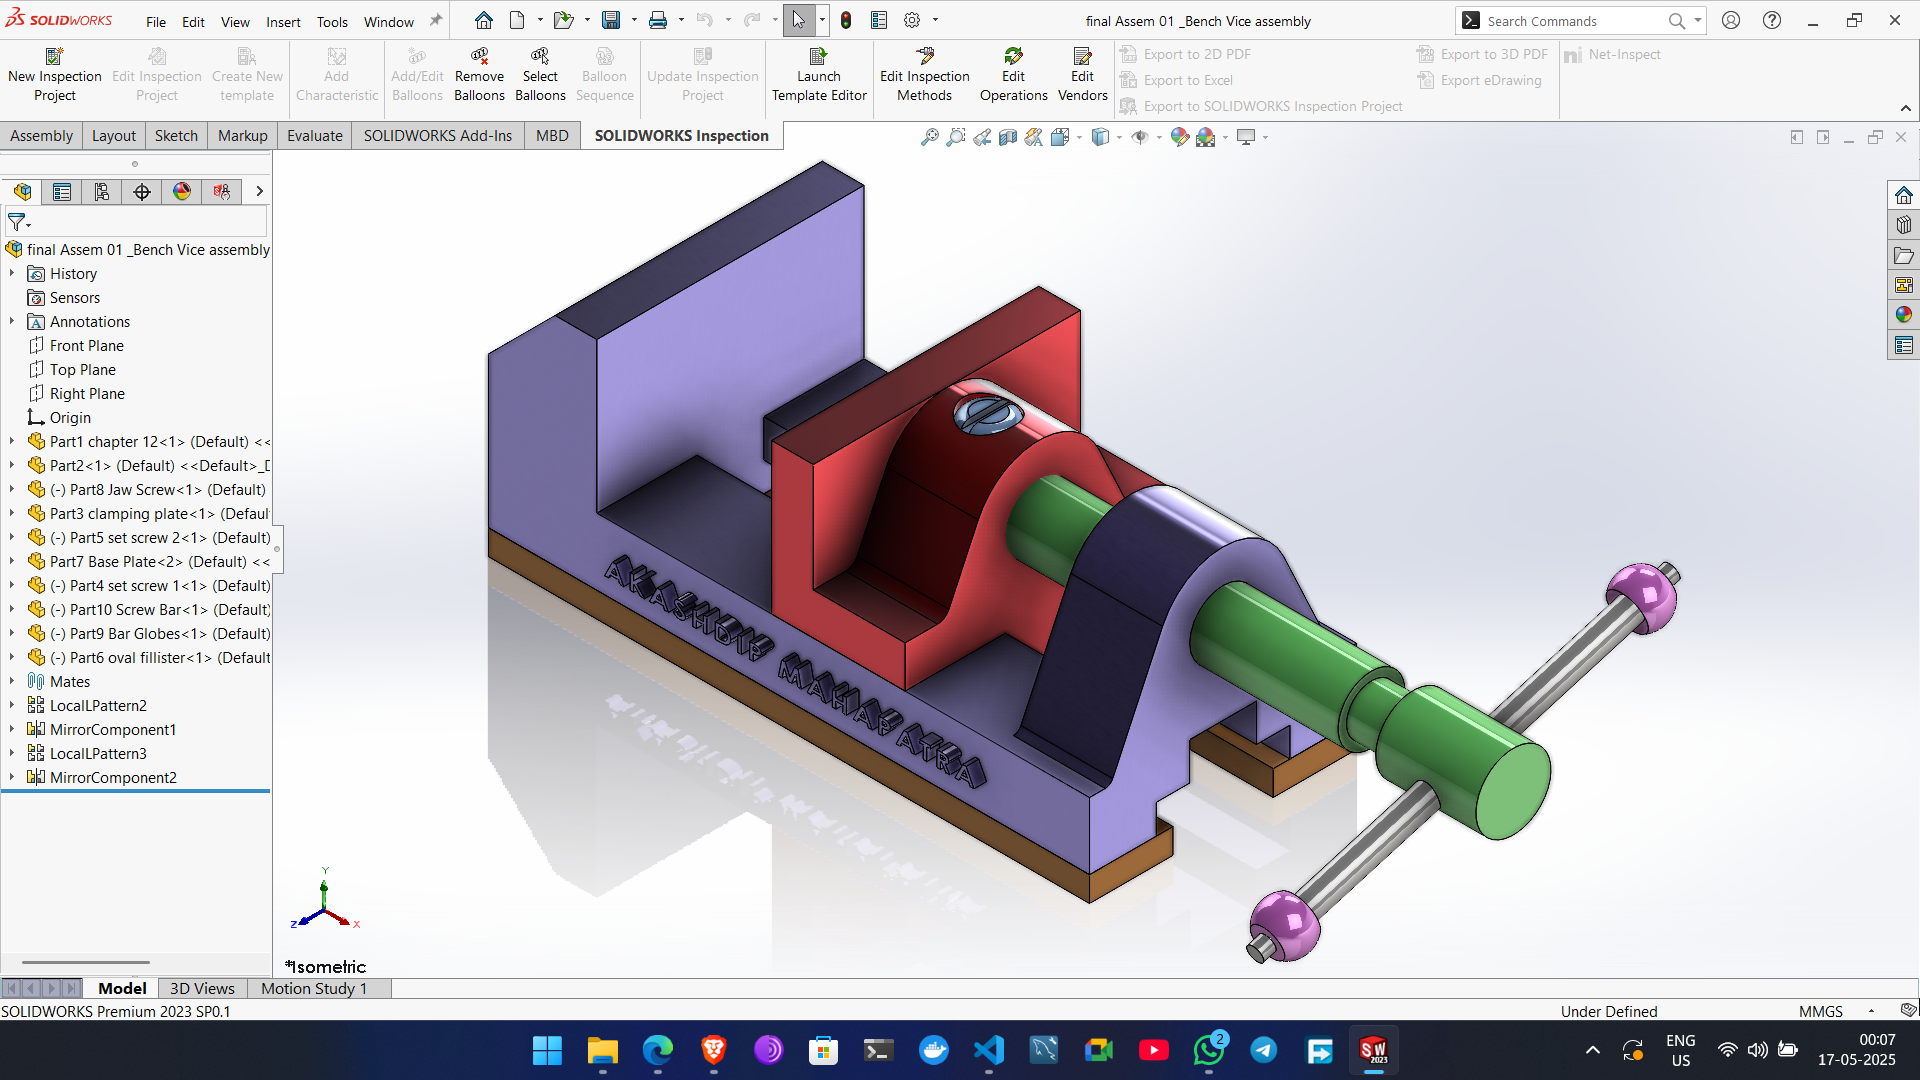 SOLIDWORKS
File Edit View Insert Tools Window
final Assem 01 _Bench Vice assembly
Search Commands
New Inspection Project
Edit Inspection Project
Create New template
Add Characteristic
Add/Edit Balloons
Remove Balloons
Select Balloons
Balloon Sequence
Update Inspection Project
Launch Template Editor
Edit Inspection Methods
Edit Operations
Edit Vendors
Export to 2D PDF
Export to Excel
Export to SOLIDWORKS Inspection Project
Export to 3D PDF
Export eDrawing
Net-Inspect
Assembly Layout Sketch Markup Evaluate SOLIDWORKS Add-Ins MBD SOLIDWORKS Inspection
final Assem 01 _Bench Vice assembly
History
Sensors
Annotations
Front Plane
Top Plane
Right Plane
Origin
Part1 chapter 12<1> (Default) <<
Part2<1> (Default) <<Default>_D
(-) Part8 Jaw Screw<1> (Default)
Part3 clamping plate<1> (Defaul
(-) Part5 set screw 2<1> (Default)
Part7 Base Plate<2> (Default) <<
(-) Part4 set screw 1<1> (Default)
(-) Part10 Screw Bar<1> (Default)
(-) Part9 Bar Globes<1> (Default)
(-) Part6 oval fillister<1> (Default
Mates
LocalLPattern2
MirrorComponent1
LocalLPattern3
MirrorComponent2
AKASHDIP MAHAPATRA
Y
Z X
*Isometric
Model 3D Views Motion Study 1
SOLIDWORKS Premium 2023 SP0.1
Under Defined
MMGS
2
SW
2023
ENG
US
00:07
17-05-2025